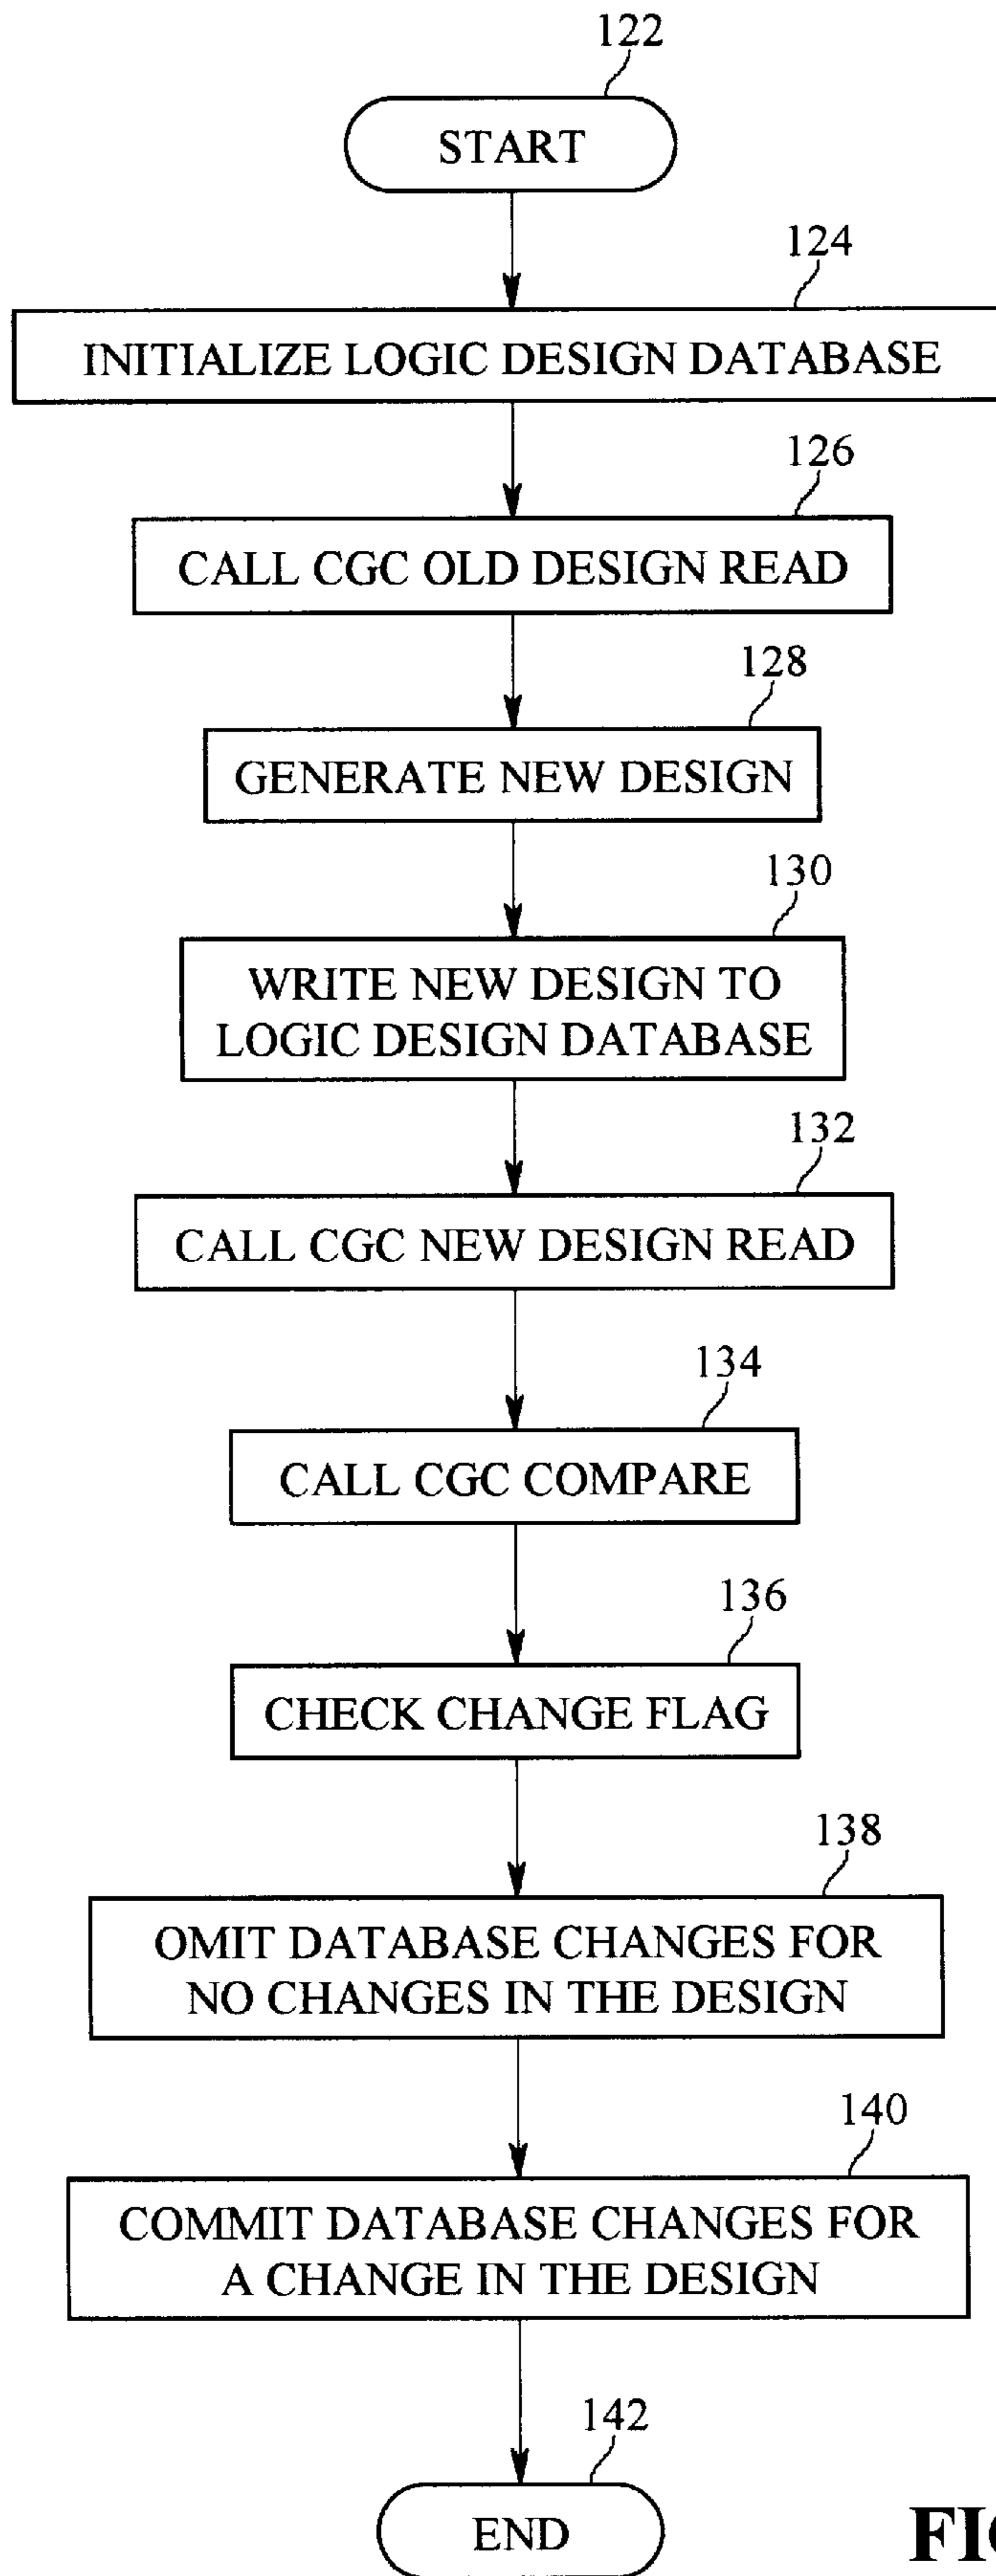 122
START
124
INITIALIZE LOGIC DESIGN DATABASE
126
CALL CGC OLD DESIGN READ
128
GENERATE NEW DESIGN
130
WRITE NEW DESIGN TO
LOGIC DESIGN DATABASE
132
CALL CGC NEW DESIGN READ
134
CALL CGC COMPARE
136
CHECK CHANGE FLAG
138
OMIT DATABASE CHANGES FOR
NO CHANGES IN THE DESIGN
140
COMMIT DATABASE CHANGES FOR
A CHANGE IN THE DESIGN
142
END